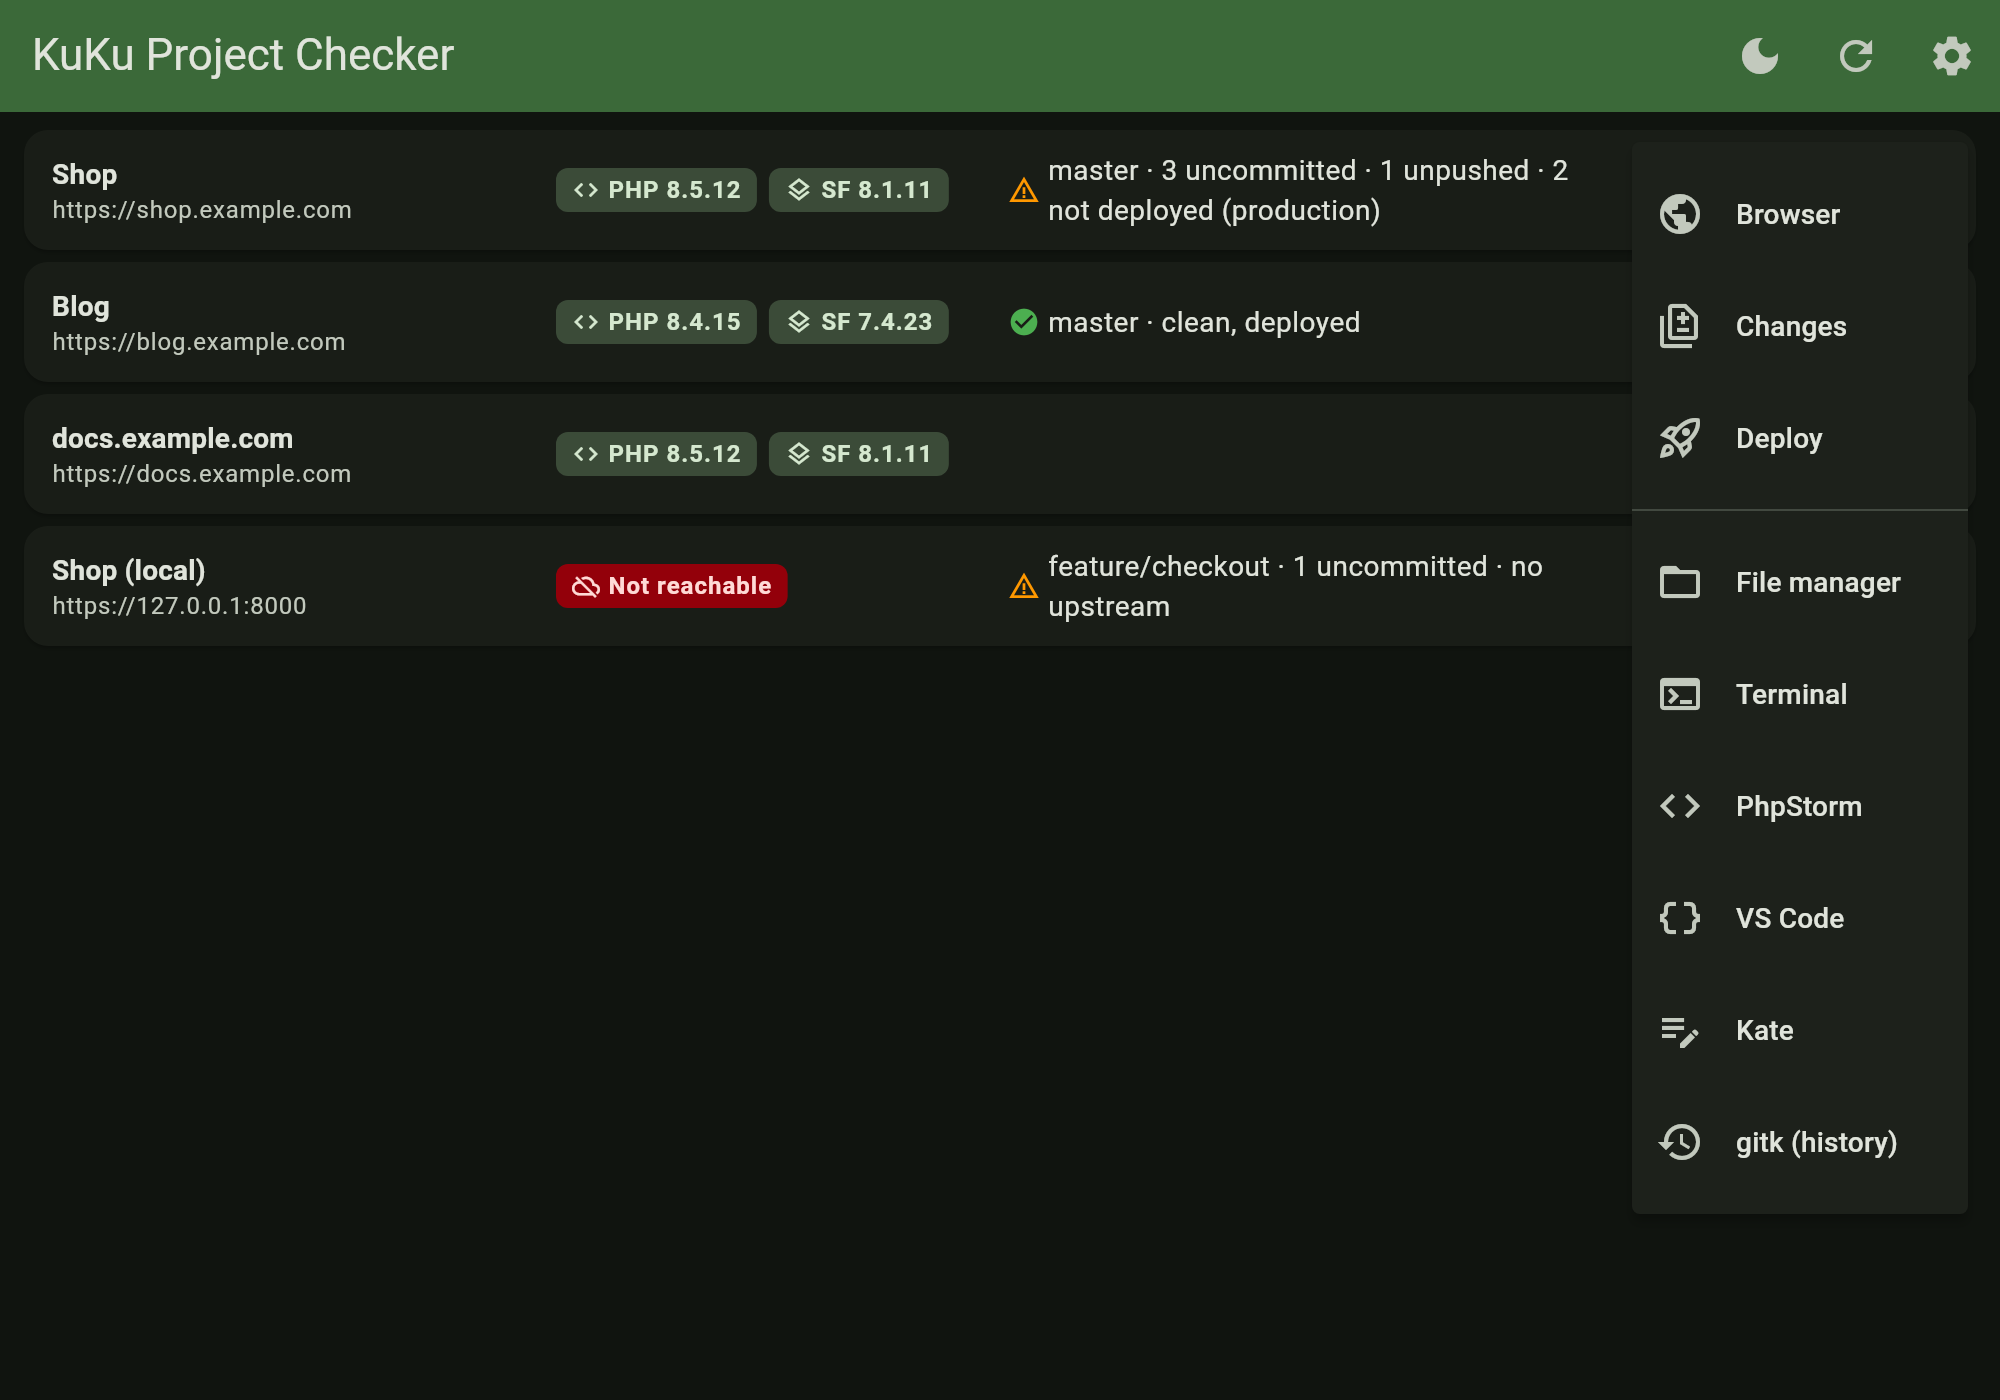 KuKu Project Checker
Shop
https://shop.example.com
PHP 8.5.12
SF 8.1.11
master · 3 uncommitted · 1 unpushed · 2
not deployed (production)
Blog
https://blog.example.com
PHP 8.4.15
SF 7.4.23
master · clean, deployed
docs.example.com
https://docs.example.com
PHP 8.5.12
SF 8.1.11
Shop (local)
https://127.0.0.1:8000
Not reachable
feature/checkout · 1 uncommitted · no
upstream
Browser
Changes
Deploy
File manager
Terminal
PhpStorm
VS Code
Kate
gitk (history)